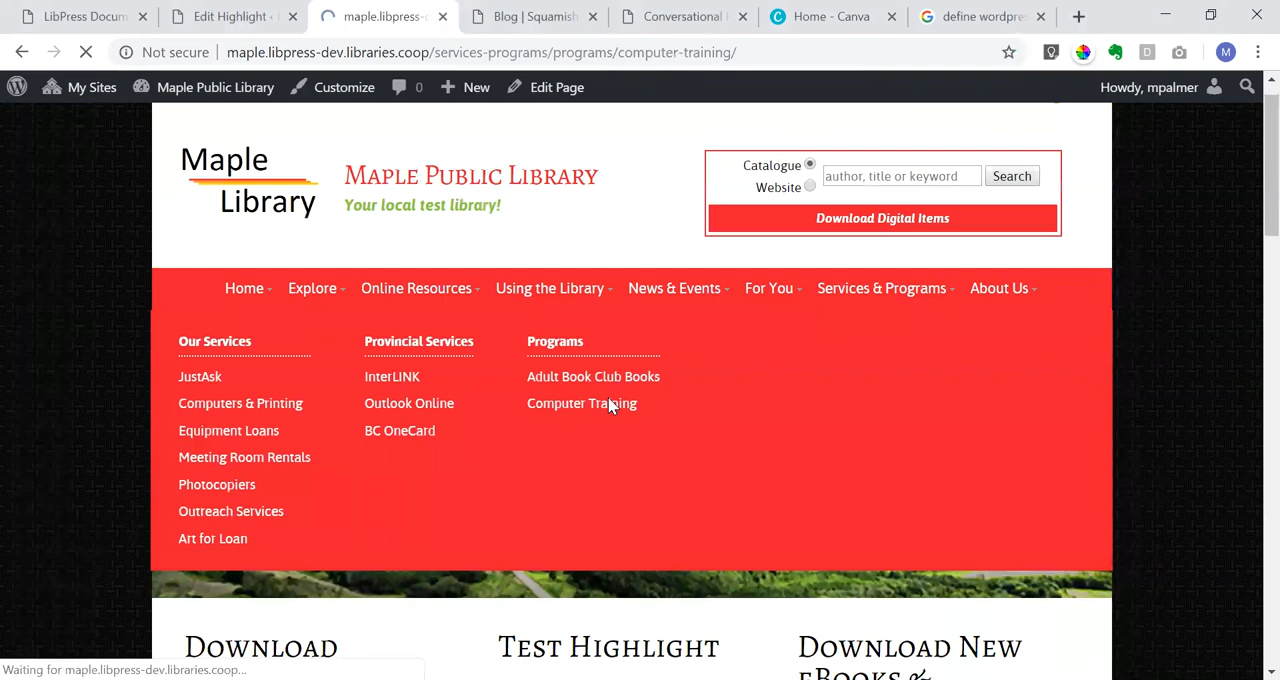 LibPress Docum
Edit Highlight ‹
maple.libpress-
Blog | Squamish
Conversational
Home - Canva
define wordpres
Not secure
maple.libpress-dev.libraries.coop/services-programs/programs/computer-training/
M
My Sites
Maple Public Library
Customize
0
New
Edit Page
Howdy, mpalmer
Maple
Library
Maple Public Library
Your local test library!
Catalogue
Website
author, title or keyword
Search
Download Digital Items
Home
Explore
Online Resources
Using the Library
News & Events
For You
Services & Programs
About Us
Our Services
JustAsk
Computers & Printing
Equipment Loans
Meeting Room Rentals
Photocopiers
Outreach Services
Art for Loan
Provincial Services
InterLINK
Outlook Online
BC OneCard
Programs
Adult Book Club Books
Computer Training
Download
Test Highlight
Download New
eBooks &
Waiting for maple.libpress-dev.libraries.coop...